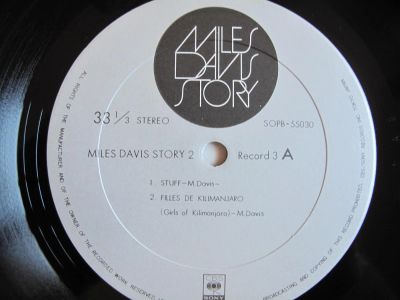 MILES
DAVIS
STORY
33 1/3 STEREO
SOPB-55030
MILES DAVIS STORY 2 Record 3 A
1. STUFF—M. Davis—
2. FILLES DE KILIMANJARO
(Girls of Kilimanjaro)—M. Davis
ALL RIGHTS OF THE MANUFACTURER AND OF THE OWNER OF THE RECORDED WORK RESERVED
BROADCASTING AND COPYING OF THIS RECORD
CBS
SONY